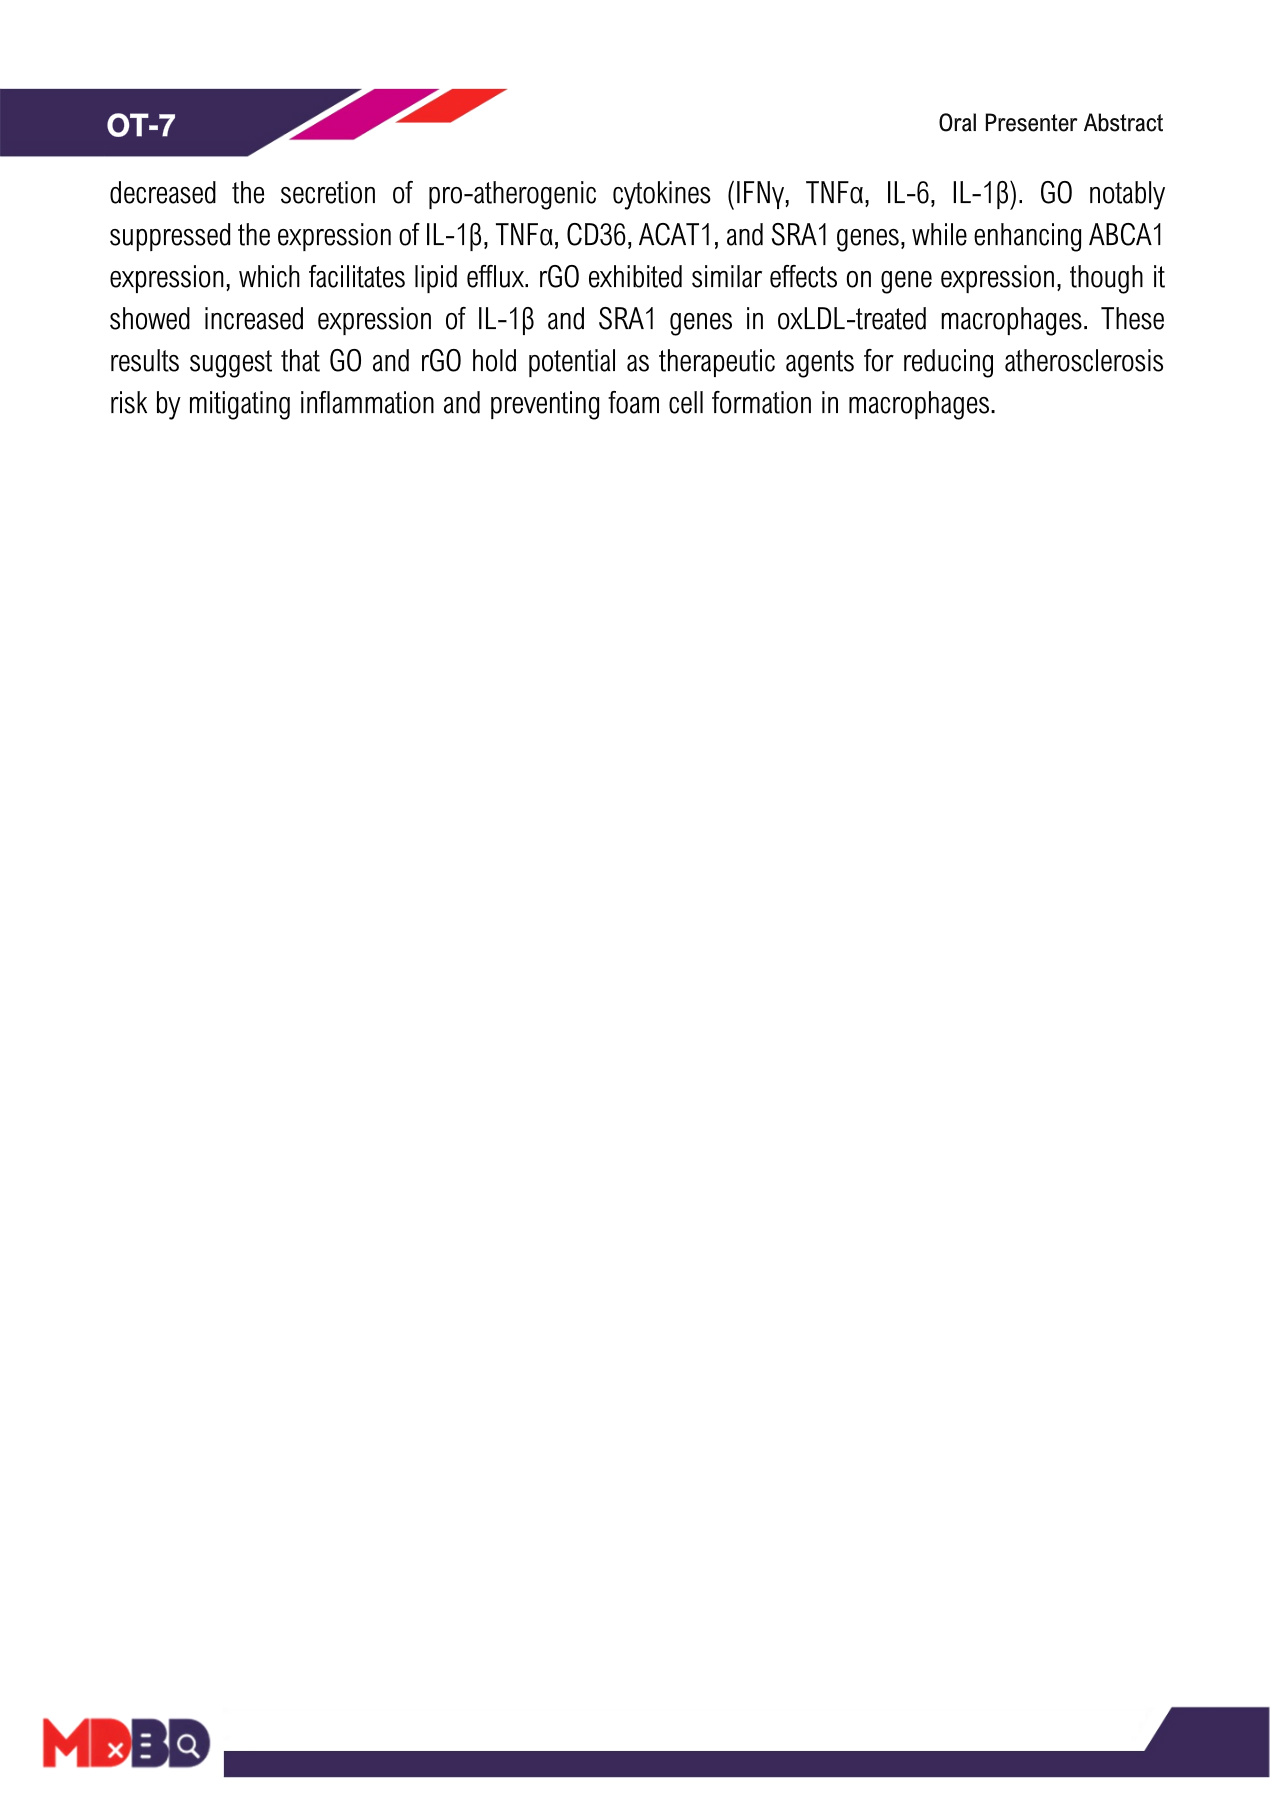 OT-7
Oral Presenter Abstract
decreased the secretion of pro-atherogenic cytokines (IFNγ, TNFα, IL-6, IL-1β). GO notably
suppressed the expression of IL-1β, TNFα, CD36, ACAT1, and SRA1 genes, while enhancing ABCA1
expression, which facilitates lipid efflux. rGO exhibited similar effects on gene expression, though it
showed increased expression of IL-1β and SRA1 genes in oxLDL-treated macrophages. These
results suggest that GO and rGO hold potential as therapeutic agents for reducing atherosclerosis
risk by mitigating inflammation and preventing foam cell formation in macrophages.
MDxBD